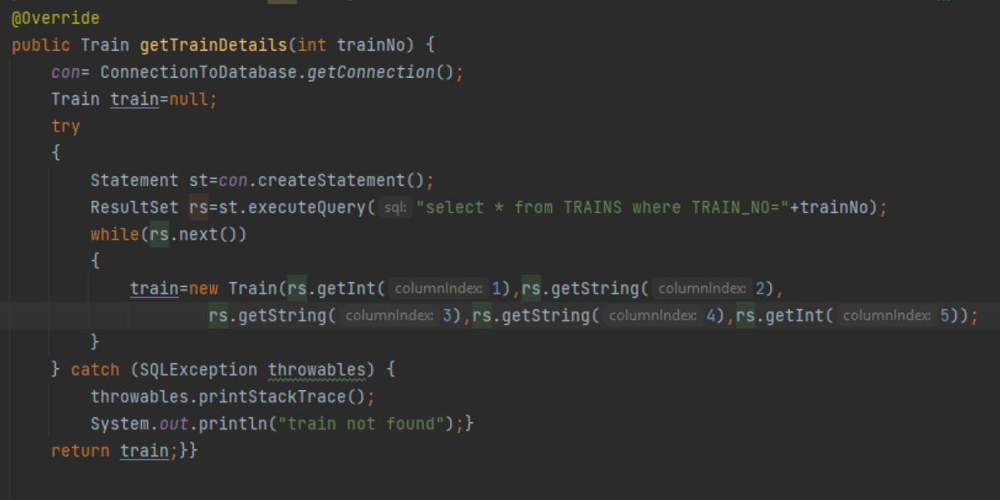 @Override
public Train getTrainDetails(int trainNo) {
con= ConnectionToDatabase.getConnection();
Train train=null;
try
{
Statement st=con.createStatement();
ResultSet rs=st.executeQuery( sql: "select * from TRAINS where TRAIN_NO="+trainNo);
while(rs.next())
{
train=new Train(rs.getInt( columnIndex: 1),rs.getString( columnIndex: 2),
rs.getString( columnIndex: 3),rs.getString( columnIndex: 4),rs.getInt( columnIndex: 5));
}
} catch (SQLException throwables) {
throwables.printStackTrace();
System.out.println("train not found");}
return train;}}